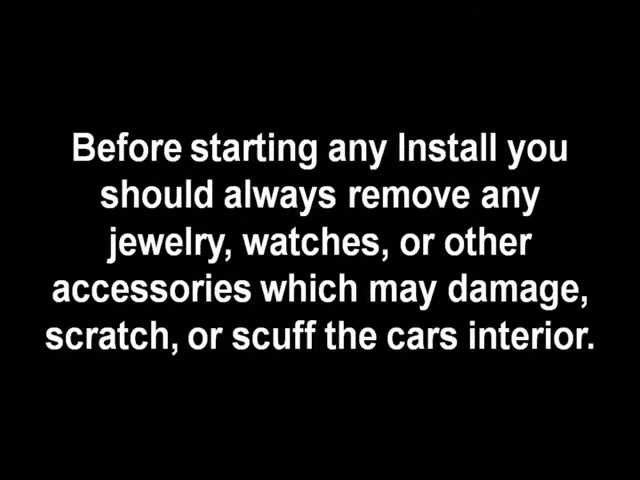 Before starting any Install you
should always remove any
jewelry, watches, or other
accessories which may damage,
scratch, or scuff the cars interior.